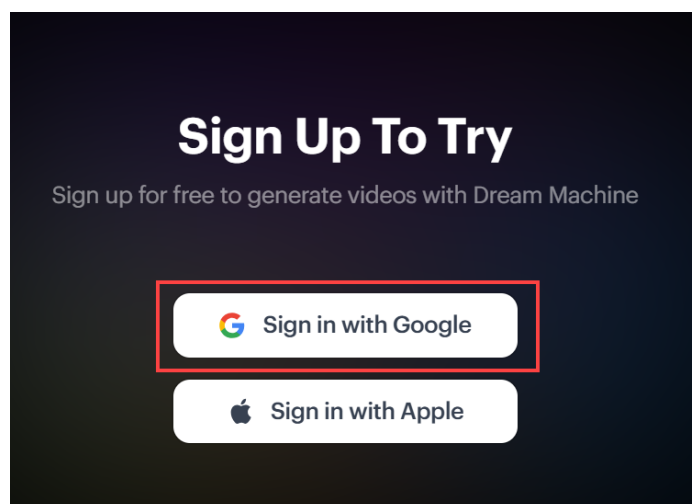 Sign Up To Try
Sign up for free to generate videos with Dream Machine
Sign in with Google
Sign in with Apple